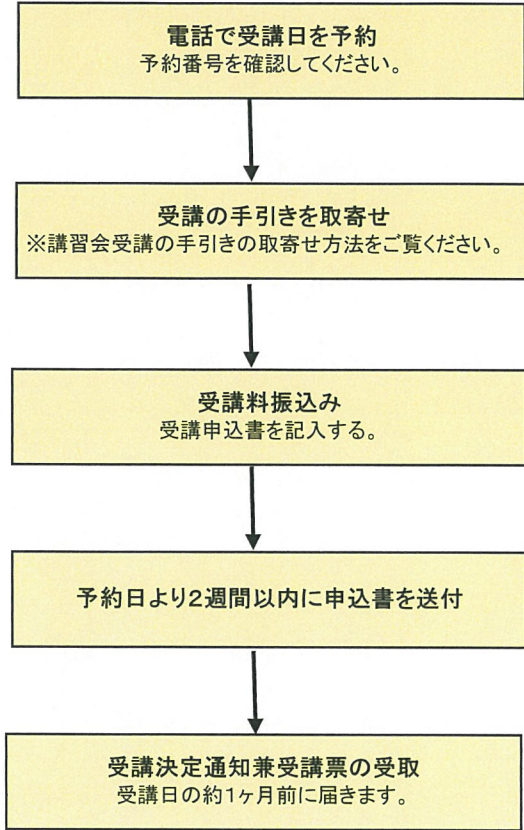 電話で受講日を予約
予約番号を確認してください。
受講の手引きを取寄せ
※講習会受講の手引きの取寄せ方法をご覧ください。
受講料振込み
受講申込書を記入する。
予約日より2週間以内に申込書を送付
受講決定通知兼受講票の受取
受講日の約1ヶ月前に届きます。